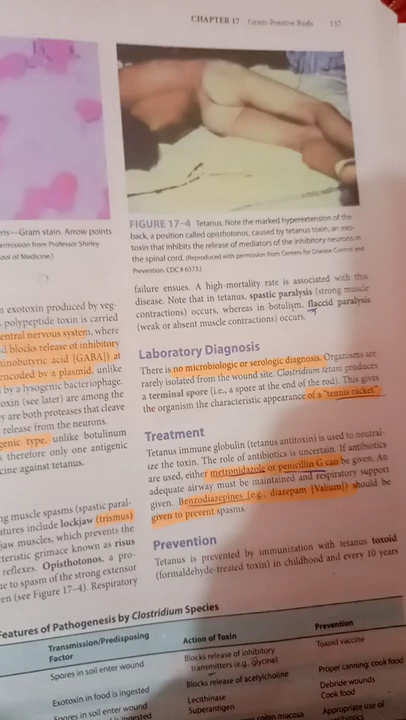 CHAPTER 17 Gram-Positive Rods 137
ns—Gram stain. Arrow points
ermission from Professor Shirley
ool of Medicine.)
n exotoxin produced by veg-
polypeptide toxin is carried
entral nervous system, where
d blocks release of inhibitory
minobutyric acid [GABA]) at
encoded by a plasmid, unlike
by a lysogenic bacteriophage.
oxin (see later) are among the
y are both proteases that cleave
release from the neurons.
genic type, unlike botulinum
s therefore only one antigenic
cine against tetanus.
ng muscle spasms (spastic paral-
atures include lockjaw (trismus)
jaw muscles, which prevents the
cteristic grimace known as risus
reflexes. Opisthotonos, a pro-
ue to spasm of the strong extensor
en (see Figure 17–4). Respiratory
FIGURE 17–4 Tetanus. Note the marked hyperextension of the
back, a position called opisthotonos, caused by tetanus toxin, an exo-
toxin that inhibits the release of mediators of the inhibitory neurons in
the spinal cord. (Reproduced with permission from Centers for Disease Control and
Prevention, CDC # 6373.)
failure ensues. A high-mortality rate is associated with this
disease. Note that in tetanus, spastic paralysis (strong muscle
contractions) occurs, whereas in botulism, flaccid paralysis
(weak or absent muscle contractions) occurs.
Laboratory Diagnosis
There is no microbiologic or serologic diagnosis. Organisms are
rarely isolated from the wound site. Clostridium tetani produces
a terminal spore (i.e., a spore at the end of the rod). This gives
the organism the characteristic appearance of a "tennis racket."
Treatment
Tetanus immune globulin (tetanus antitoxin) is used to neutral-
ize the toxin. The role of antibiotics is uncertain. If antibiotics
are used, either metronidazole or penicillin G can be given. An
adequate airway must be maintained and respiratory support
given. Benzodiazepines (e.g., diazepam [Valium]) should be
given to prevent spasms.
Prevention
Tetanus is prevented by immunization with tetanus toxoid
(formaldehyde-treated toxin) in childhood and every 10 years
Features of Pathogenesis by Clostridium Species
Transmission/Predisposing
Factor
Action of Toxin
Prevention
Spores in soil enter wound
Blocks release of inhibitory
transmitters (e.g., glycine)
Toxoid vaccine
Exotoxin in food is ingested
Blocks release of acetylcholine
Proper canning; cook food
Spores in soil enter wound
Lecithinase
Debride wounds
Superantigen
Cook food
colon mucosa
Appropriate use of